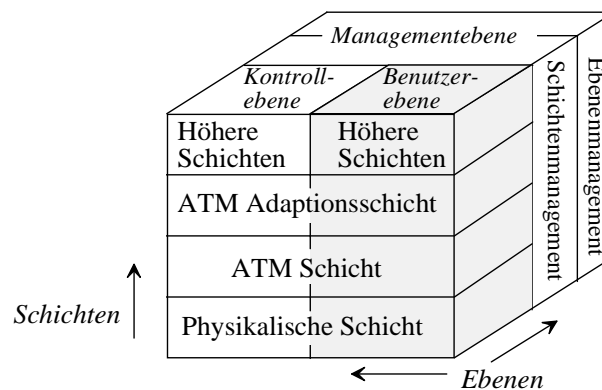 Managementebene
Kontroll-
ebene
Benutzer-
ebene
Höhere
Schichten
Höhere
Schichten
ATM Adaptionsschicht
ATM Schicht
Physikalische Schicht
Schichtenmanagement
Ebenenmanagement
Schichten
Ebenen